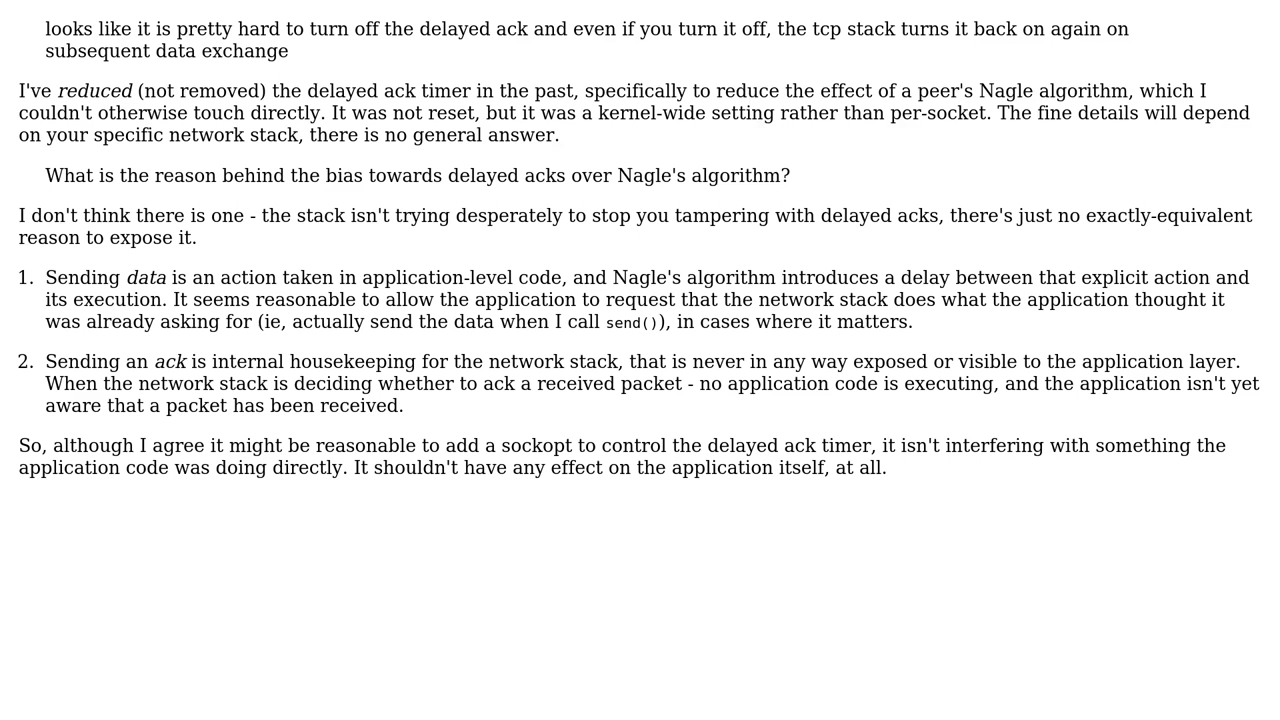 looks like it is pretty hard to turn off the delayed ack and even if you turn it off, the tcp stack turns it back on again on
subsequent data exchange
I've reduced (not removed) the delayed ack timer in the past, specifically to reduce the effect of a peer's Nagle algorithm, which I
couldn't otherwise touch directly. It was not reset, but it was a kernel-wide setting rather than per-socket. The fine details will depend
on your specific network stack, there is no general answer.
What is the reason behind the bias towards delayed acks over Nagle's algorithm?
I don't think there is one - the stack isn't trying desperately to stop you tampering with delayed acks, there's just no exactly-equivalent
reason to expose it.
1. Sending data is an action taken in application-level code, and Nagle's algorithm introduces a delay between that explicit action and
its execution. It seems reasonable to allow the application to request that the network stack does what the application thought it
was already asking for (ie, actually send the data when I call send()), in cases where it matters.
2. Sending an ack is internal housekeeping for the network stack, that is never in any way exposed or visible to the application layer.
When the network stack is deciding whether to ack a received packet - no application code is executing, and the application isn't yet
aware that a packet has been received.
So, although I agree it might be reasonable to add a sockopt to control the delayed ack timer, it isn't interfering with something the
application code was doing directly. It shouldn't have any effect on the application itself, at all.